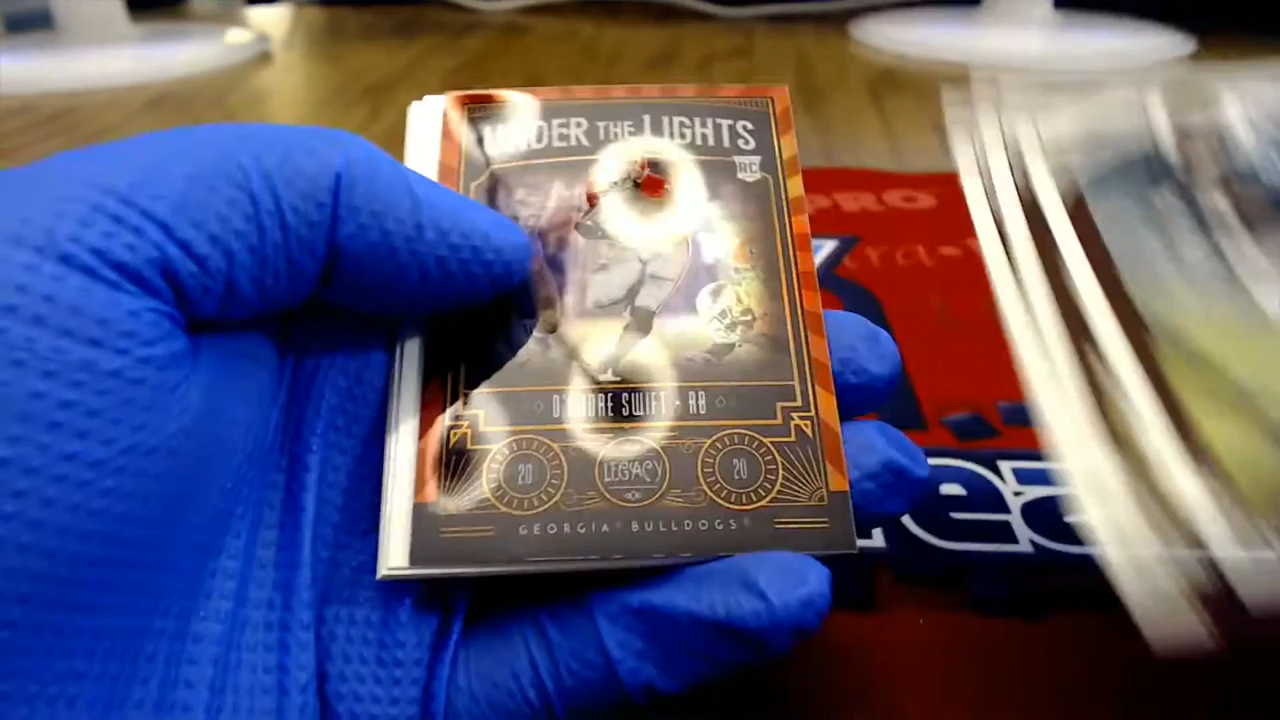 UNDER THE LIGHTS
RC
D'ANDRE SWIFT • RB
20 LEGACY 20
GEORGIA® BULLDOGS®
PRO